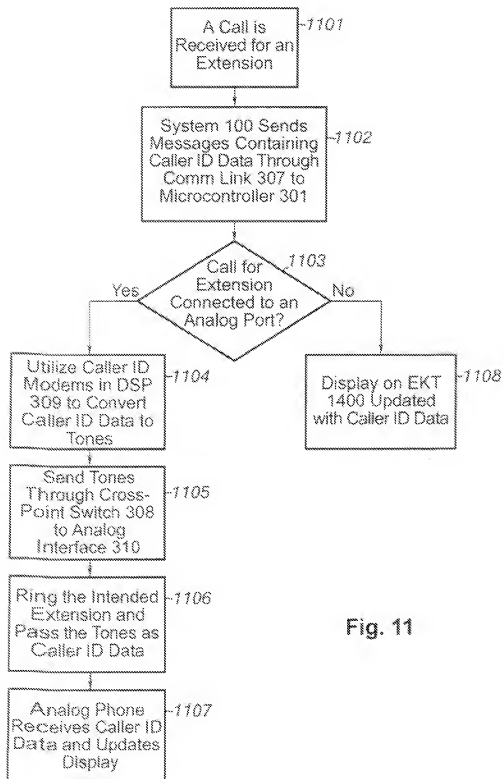 1101
A Call is
Received for an
Extension
1102
System 100 Sends
Messages Containing
Caller ID Data Through
Comm Link 307 to
Microcontroller 301
1103
Call for
Extension
Connected to an
Analog Port?
Yes
No
1104
Utilize Caller ID
Modems in DSP
309 to Convert
Caller ID Data to
Tones
1108
Display on EKT
1400 Updated
with Caller ID Data
1105
Send Tones
Through Cross-
Point Switch 308
to Analog
Interface 310
1106
Ring the Intended
Extension and
Pass the Tones as
Caller ID Data
Fig. 11
1107
Analog Phone
Receives Caller ID
Data and Updates
Display